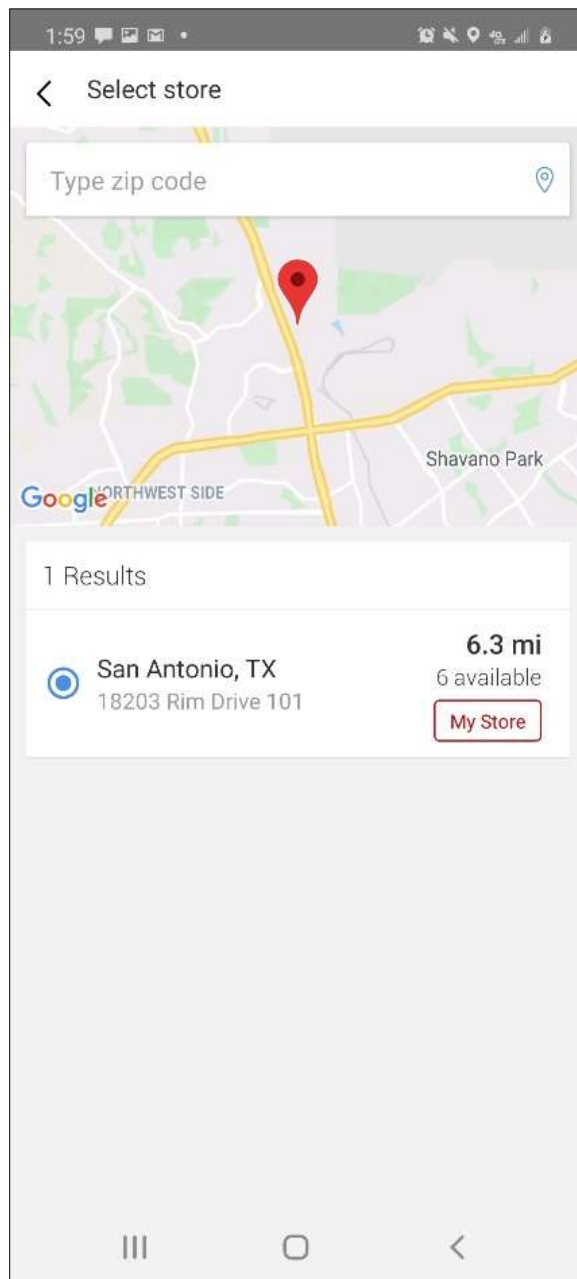 1:59
Select store
Type zip code
Shavano Park
Google
NORTHWEST SIDE
1 Results
6.3 mi
San Antonio, TX
6 available
18203 Rim Drive 101
My Store